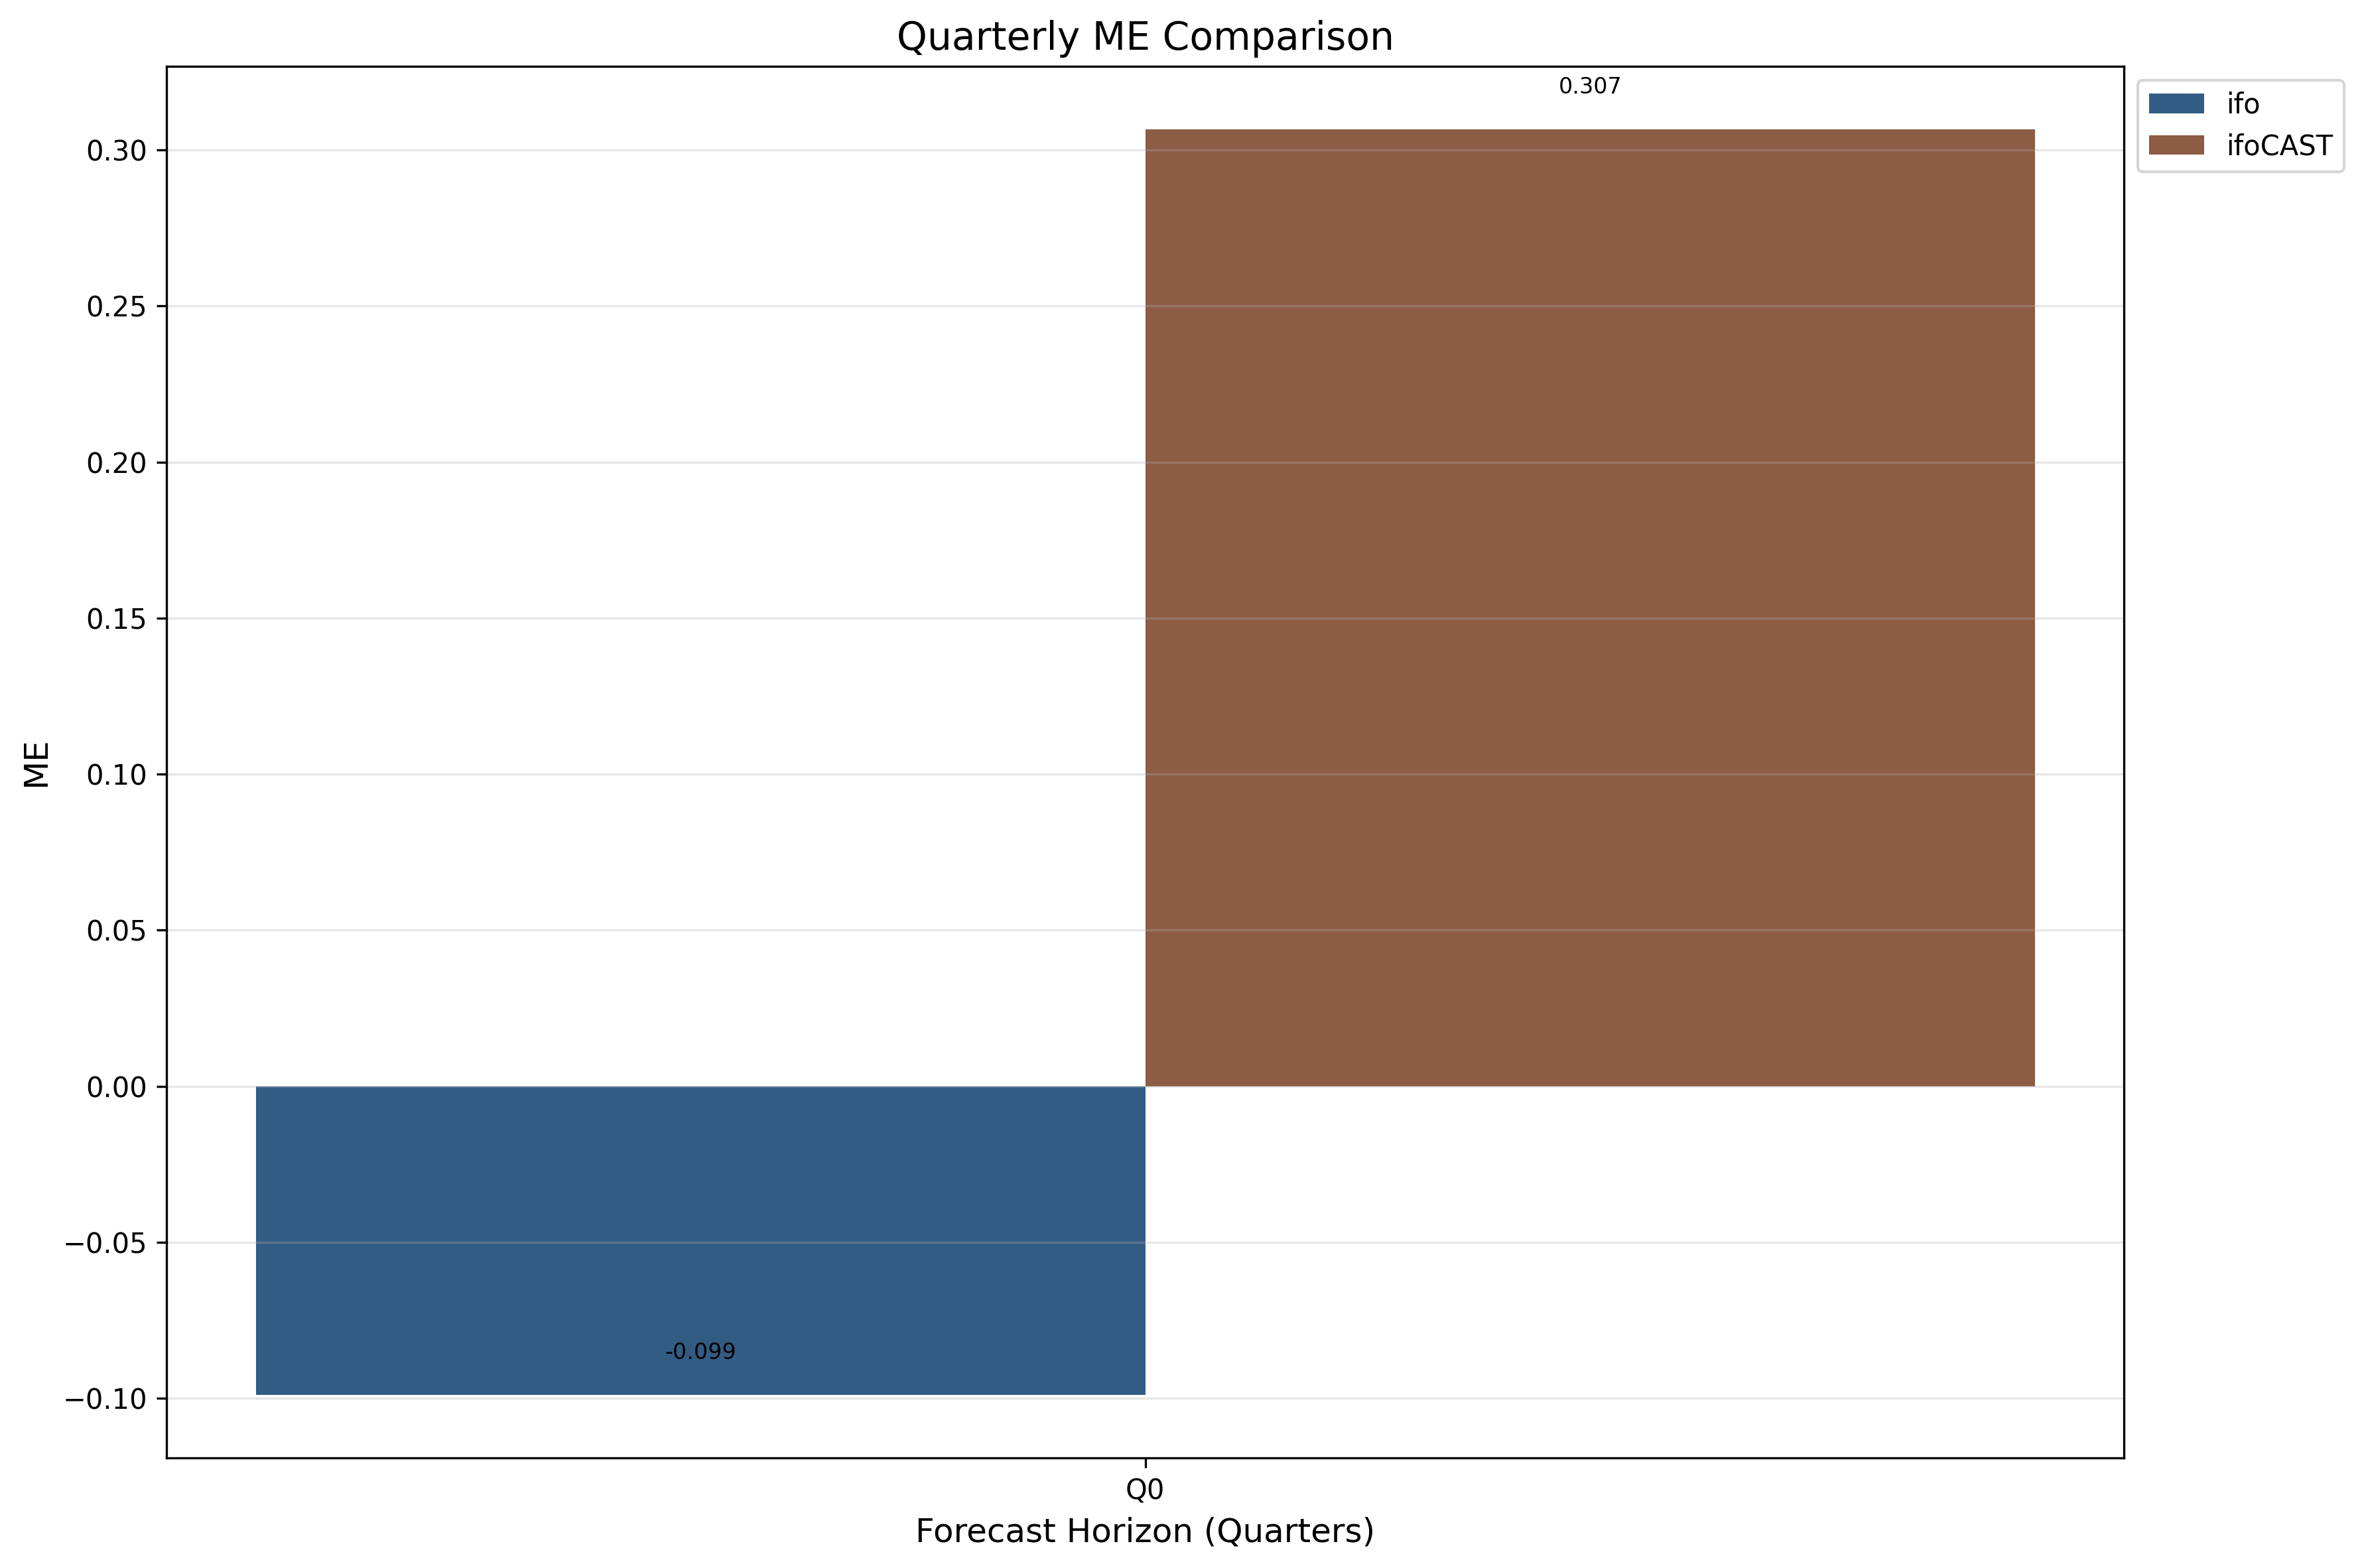 Quarterly ME Comparison
0.307
ifo
ifoCAST
0.30
0.25
0.20
0.15
0.10
0.05
0.00
−0.05
−0.10
ME
-0.099
Q0
Forecast Horizon (Quarters)